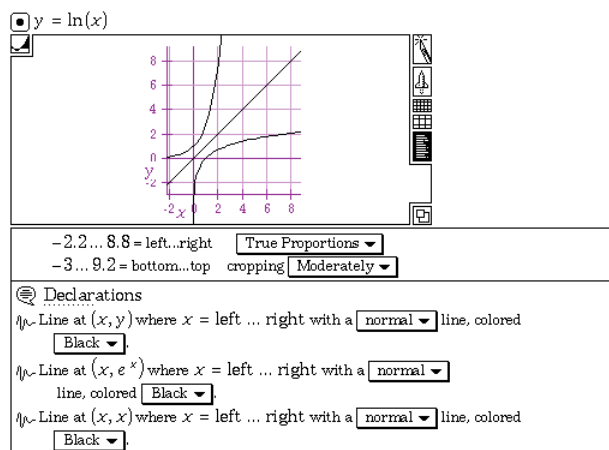 y = ln(x)
8
6
4
2
0
y
-2
-2 x 0 2 4 6 8
−2.2 … 8.8 = left…right True Proportions
−3 … 9.2 = bottom…top cropping Moderately
Declarations
Line at (x, y) where x = left … right with a normal line, colored
Black .
Line at (x, e^x) where x = left … right with a normal
line, colored Black .
Line at (x, x) where x = left … right with a normal line, colored
Black .